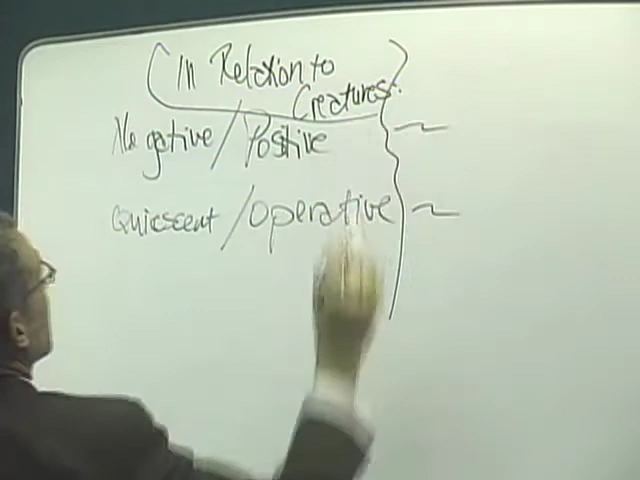 In Relation to
Creatures.
Negative / Positive ~
Quiescent / Operative ~